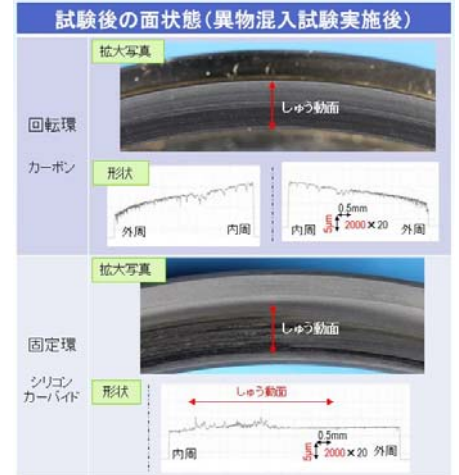 試験後の面状態(異物混入試験実施後)
回転環
カーボン
拡大写真
しゅう動面
形状
外周
内周
内周
0.5mm
5μm
2000×20
外周
固定環
シリコン
カーバイド
拡大写真
しゅう動面
形状
しゅう動面
内周
0.5mm
5μm
2000×20
外周